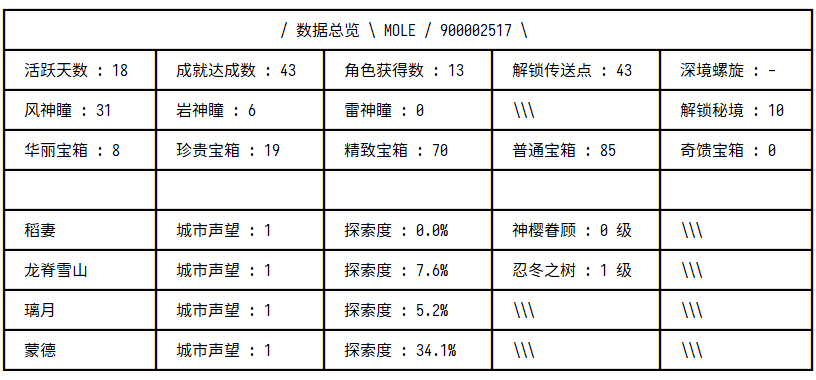 / 数据总览 \ MOLE / 900002517 \
活跃天数 : 18 成就达成数 : 43 角色获得数 : 13 解锁传送点 : 43 深境螺旋 : -
风神瞳 : 31 岩神瞳 : 6 雷神瞳 : 0 \\\ 解锁秘境 : 10
华丽宝箱 : 8 珍贵宝箱 : 19 精致宝箱 : 70 普通宝箱 : 85 奇馈宝箱 : 0
稻妻 城市声望 : 1 探索度 : 0.0% 神樱眷顾 : 0 级 \\\
龙脊雪山 城市声望 : 1 探索度 : 7.6% 忍冬之树 : 1 级 \\\
璃月 城市声望 : 1 探索度 : 5.2% \\\ \\\
蒙德 城市声望 : 1 探索度 : 34.1% \\\ \\\